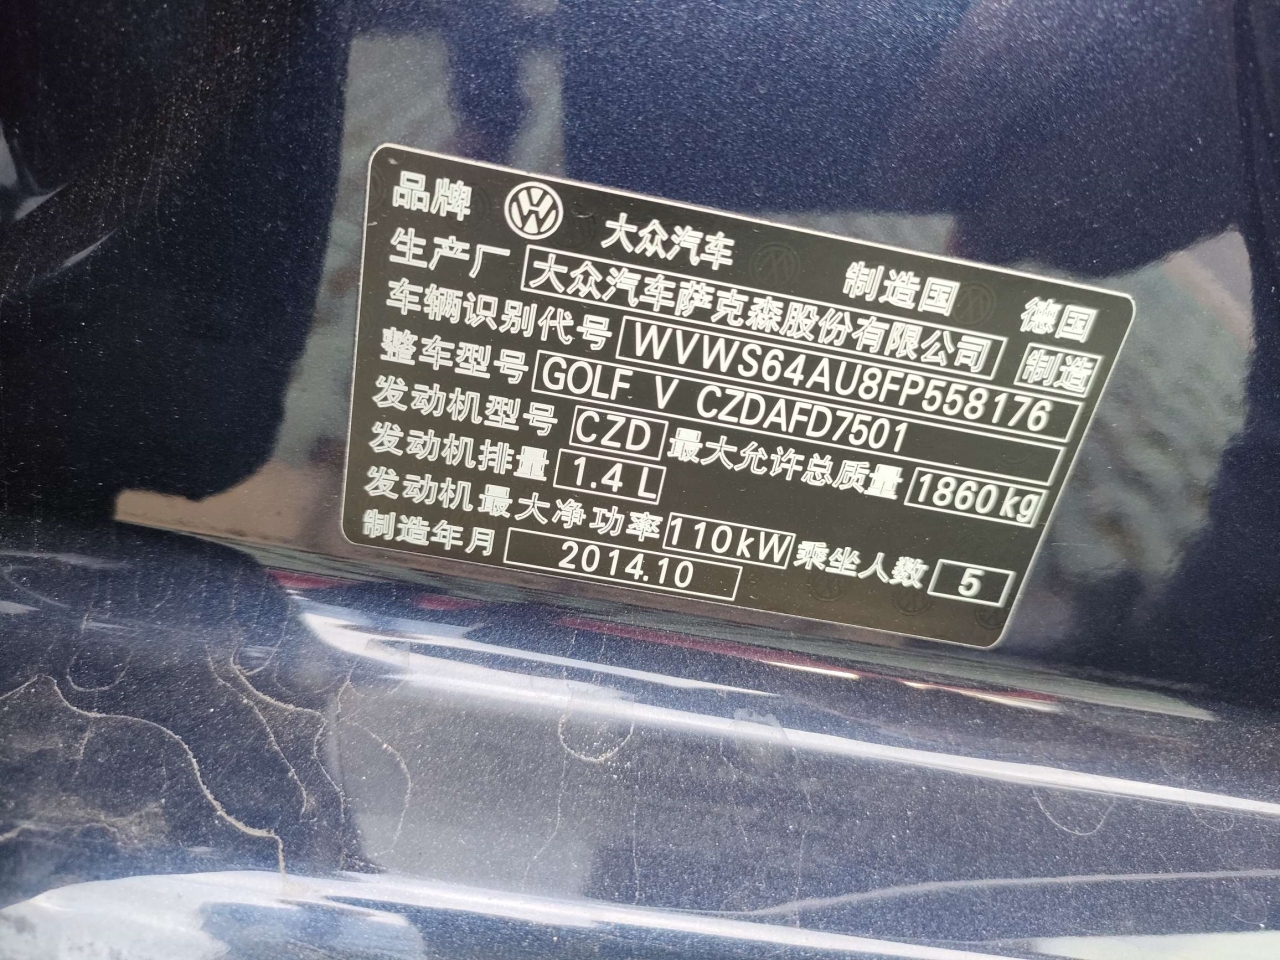 品牌 大众汽车 制造国 德国
生产厂 大众汽车萨克森股份有限公司 制造
车辆识别代号 WVWS64AU8FP558176
整车型号 GOLF V CZDAFD7501
发动机型号 CZD 最大允许总质量 1860kg
发动机排量 1.4 L
发动机最大净功率 110kW 乘坐人数 5
制造年月 2014.10